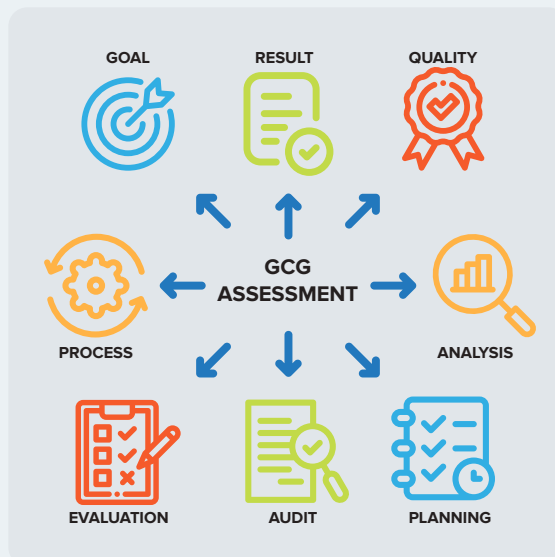 GOAL
RESULT
QUALITY
GCG
ASSESSMENT
PROCESS
ANALYSIS
EVALUATION
AUDIT
PLANNING